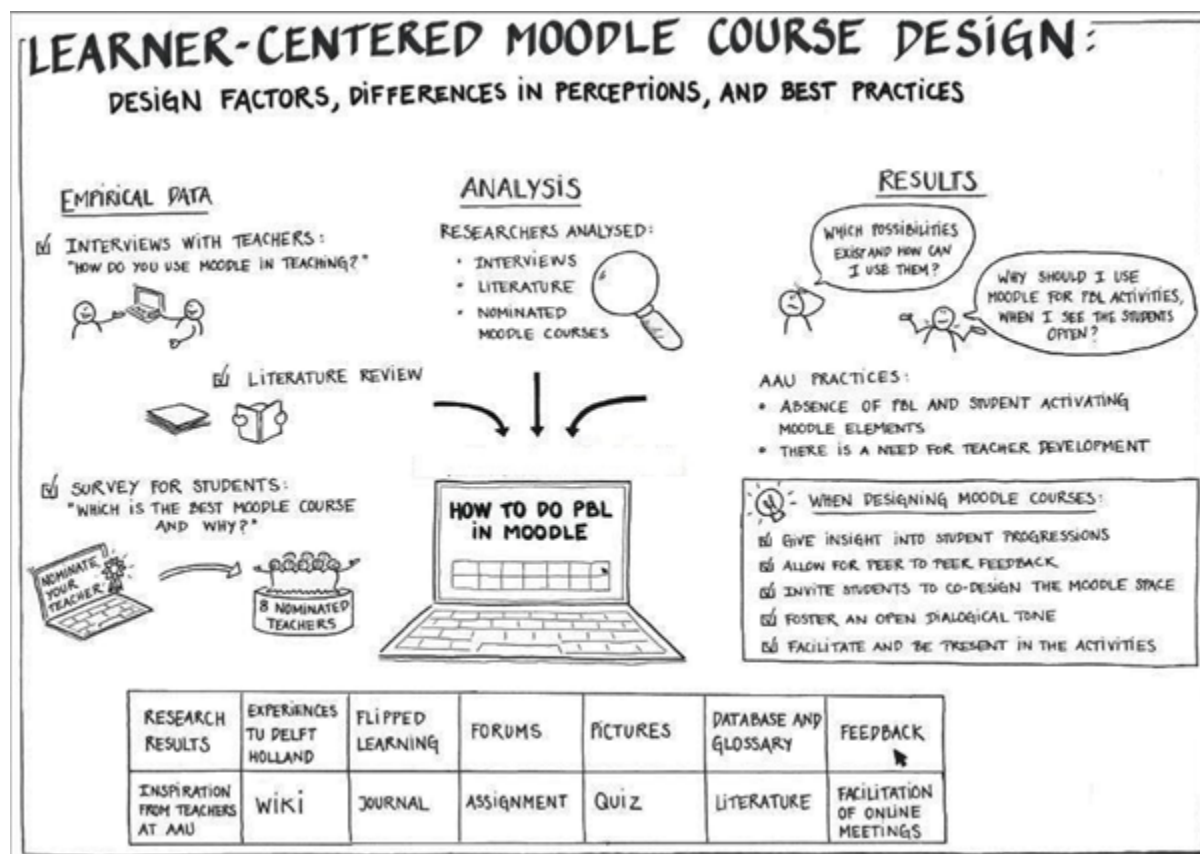 LEARNER-CENTERED MOODLE COURSE DESIGN:
DESIGN FACTORS, DIFFERENCES IN PERCEPTIONS, AND BEST PRACTICES
EMPIRICAL DATA
INTERVIEWS WITH TEACHERS:
"HOW DO YOU USE MOODLE IN TEACHING?"
LITERATURE REVIEW
SURVEY FOR STUDENTS:
"WHICH IS THE BEST MOODLE COURSE
AND WHY?"
NOMINATE
YOUR
TEACHER
8 NOMINATED
TEACHERS
ANALYSIS
RESEARCHERS ANALYSED:
• INTERVIEWS
• LITERATURE
• NOMINATED
MOODLE COURSES
HOW TO DO PBL
IN MOODLE
RESULTS
WHICH POSSIBILITIES
EXIST AND HOW CAN
I USE THEM?
WHY SHOULD I USE
MOODLE FOR PBL ACTIVITIES,
WHEN I SEE THE STUDENTS
OFTEN?
AAU PRACTICES:
• ABSENCE OF PBL AND STUDENT ACTIVATING
MOODLE ELEMENTS
• THERE IS A NEED FOR TEACHER DEVELOPMENT
WHEN DESIGNING MOODLE COURSES:
GIVE INSIGHT INTO STUDENT PROGRESSIONS
ALLOW FOR PEER TO PEER FEEDBACK
INVITE STUDENTS TO CO-DESIGN THE MOODLE SPACE
FOSTER AN OPEN DIALOGICAL TONE
FACILITATE AND BE PRESENT IN THE ACTIVITIES
RESEARCH
RESULTS
EXPERIENCES
TU DELFT
HOLLAND
FLIPPED
LEARNING
FORUMS
PICTURES
DATABASE AND
GLOSSARY
FEEDBACK
INSPIRATION
FROM TEACHERS
AT AAU
WIKI
JOURNAL
ASSIGNMENT
QUIZ
LITERATURE
FACILITATION
OF ONLINE
MEETINGS